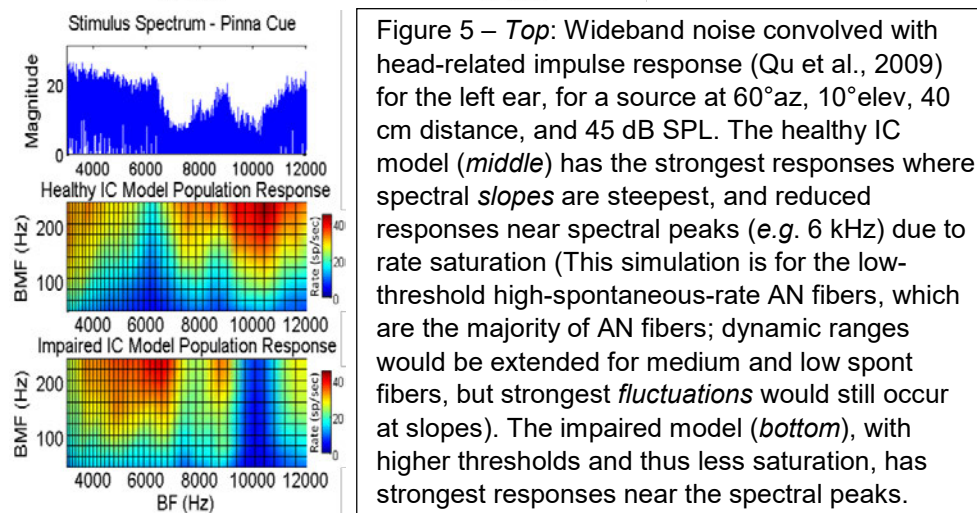 Stimulus Spectrum - Pinna Cue
Magnitude
20
0
4000 6000 8000 10000 12000
Healthy IC Model Population Response
BMF (Hz)
200
100
Rate (sp/sec)
40
20
0
4000 6000 8000 10000 12000
Impaired IC Model Population Response
BMF (Hz)
200
100
Rate (sp/sec)
40
20
0
4000 6000 8000 10000 12000
BF (Hz)
Figure 5 – Top: Wideband noise convolved with
head-related impulse response (Qu et al., 2009)
for the left ear, for a source at 60°az, 10°elev, 40
cm distance, and 45 dB SPL. The healthy IC
model (middle) has the strongest responses where
spectral slopes are steepest, and reduced
responses near spectral peaks (e.g. 6 kHz) due to
rate saturation (This simulation is for the low-
threshold high-spontaneous-rate AN fibers, which
are the majority of AN fibers; dynamic ranges
would be extended for medium and low spont
fibers, but strongest fluctuations would still occur
at slopes). The impaired model (bottom), with
higher thresholds and thus less saturation, has
strongest responses near the spectral peaks.